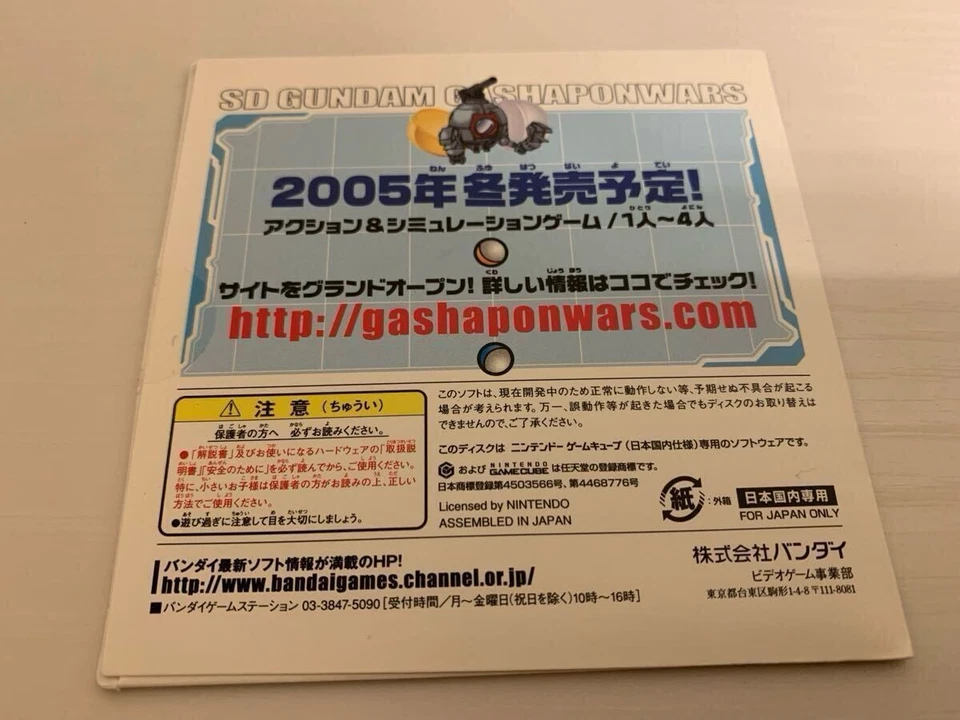 SD GUNDAM GASHAPONWARS
2005年 冬発売予定!
アクション&シミュレーションゲーム/1人〜4人
サイトをグランドオープン! 詳しい情報はココでチェック!
http://gashaponwars.com
注意(ちゅうい)
保護者の方へ 必ずお読みください。
●「解説書」及びお使いになるハードウェアの「取扱説
明書」「安全のために」を必ず読んでから、ご使用ください。
特に、小さいお子様は保護者の方がお読みの上、正しい
方法でご使用ください。
●遊び過ぎに注意して目を大切にしましょう。
このソフトは、現在開発中のため正常に動作しない等、予期せぬ不具合が起こる
場合が考えられます。万一、誤動作等が起きた場合でもディスクのお取り替えは
できませんので、ご了承ください。
このディスクは ニンテンドーゲームキューブ(日本国内仕様)専用のソフトウェアです。
および NINTENDO GAMECUBE は任天堂の登録商標です。
日本商標登録第4503566号、第4468776号
Licensed by NINTENDO
ASSEMBLED IN JAPAN
紙 :外箱
日本国内専用
FOR JAPAN ONLY
バンダイ最新ソフト情報が満載のHP!
http://www.bandaigames.channel.or.jp/
■バンダイゲームステーション 03-3847-5090[受付時間/月〜金曜日(祝日を除く)10時〜16時]
株式会社バンダイ
ビデオゲーム事業部
東京都台東区駒形1-4-8 〒111-8081